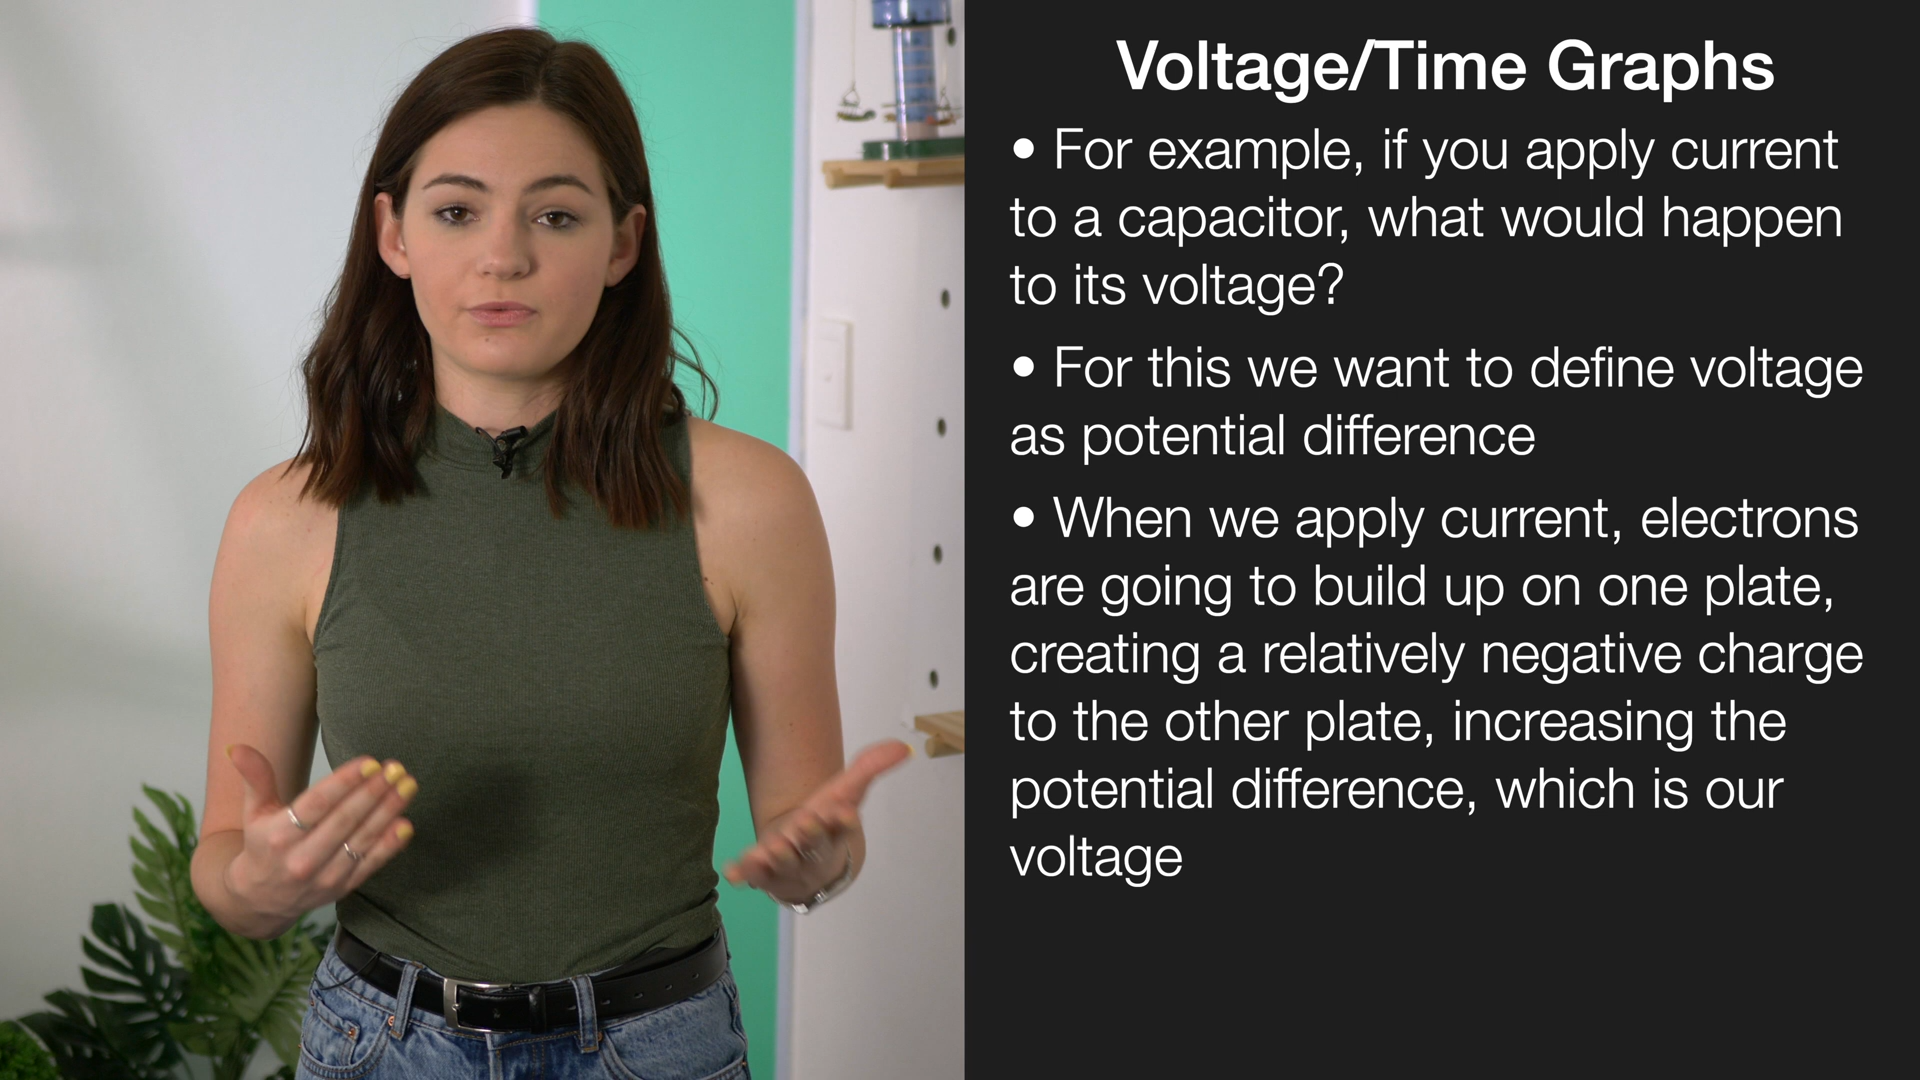 Voltage/Time Graphs
• For example, if you apply current
to a capacitor, what would happen
to its voltage?
• For this we want to define voltage
as potential difference
• When we apply current, electrons
are going to build up on one plate,
creating a relatively negative charge
to the other plate, increasing the
potential difference, which is our
voltage